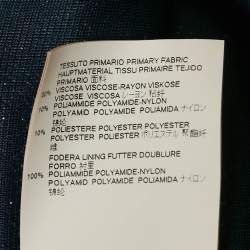 TESSUTO PRIMARIO PRIMARY FABRIC
HAUPTMATERIAL TISSU PRIMAIRE TEJIDO
PRIMARIO 面料
80% VISCOSA VISCOSE-RAYON VISKOSE
VISCOSE VISCOSA レーヨン 粘纤
10% POLIAMMIDE POLYAMIDE-NYLON
POLYAMID POLYAMIDE POLIAMIDA ナイロン
锦纶
10% POLIESTERE POLYESTER POLYESTER
POLYESTER POLIESTER ポリエステル 聚酯纤
维
FODERA LINING FUTTER DOUBLURE
FORRO 衬里
100% POLIAMMIDE POLYAMIDE-NYLON
POLYAMID POLYAMIDE POLIAMIDA ナイロン
锦纶